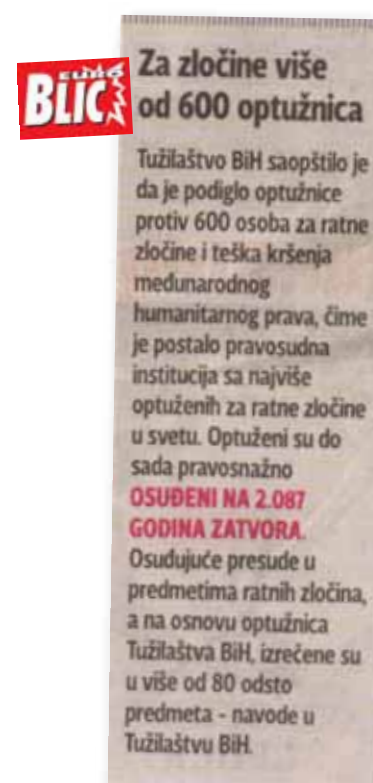 EURO
BLIC
Za zločine više
od 600 optužnica
Tužilaštvo BiH saopštilo je
da je podiglo optužnice
protiv 600 osoba za ratne
zločine i teška kršenja
međunarodnog
humanitarnog prava, čime
je postalo pravosudna
institucija sa najviše
optuženih za ratne zločine
u svetu. Optuženi su do
sada pravosnažno
OSUĐENI NA 2.087
GODINA ZATVORA.
Osuđujuće presude u
predmetima ratnih zločina,
a na osnovu optužnica
Tužilaštva BiH, izrečene su
u više od 80 odsto
predmeta - navode u
Tužilaštvu BiH.